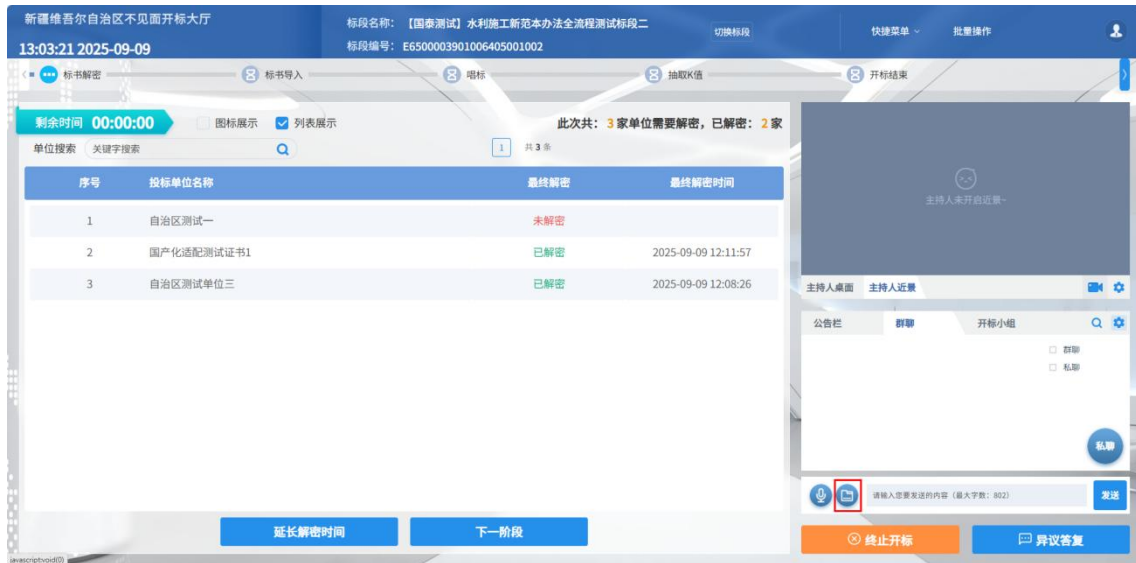 新疆维吾尔自治区不见面开标大厅
13:03:21 2025-09-09
标段名称： 【国泰测试】水利施工新范本办法全流程测试标段二
标段编号： E6500003901006405001002
切换标段
快捷菜单
批量操作
标书解密
标书导入
唱标
抽取K值
开标结束
剩余时间 00:00:00
图标展示
列表展示
此次共： 3 家单位需要解密，已解密： 2 家
单位搜索
关键字搜索
1
共 3 条
序号 投标单位名称 最终解密 最终解密时间
1 自治区测试一 未解密
2 国产化适配测试证书1 已解密 2025-09-09 12:11:57
3 自治区测试单位三 已解密 2025-09-09 12:08:26
延长解密时间
下一阶段
主持人未开启近景~
主持人桌面 主持人近景
公告栏 群聊 开标小组
群聊
私聊
私聊
请输入您要发送的内容（最大字数：802）
发送
终止开标
异议答复
javascript:void(0)